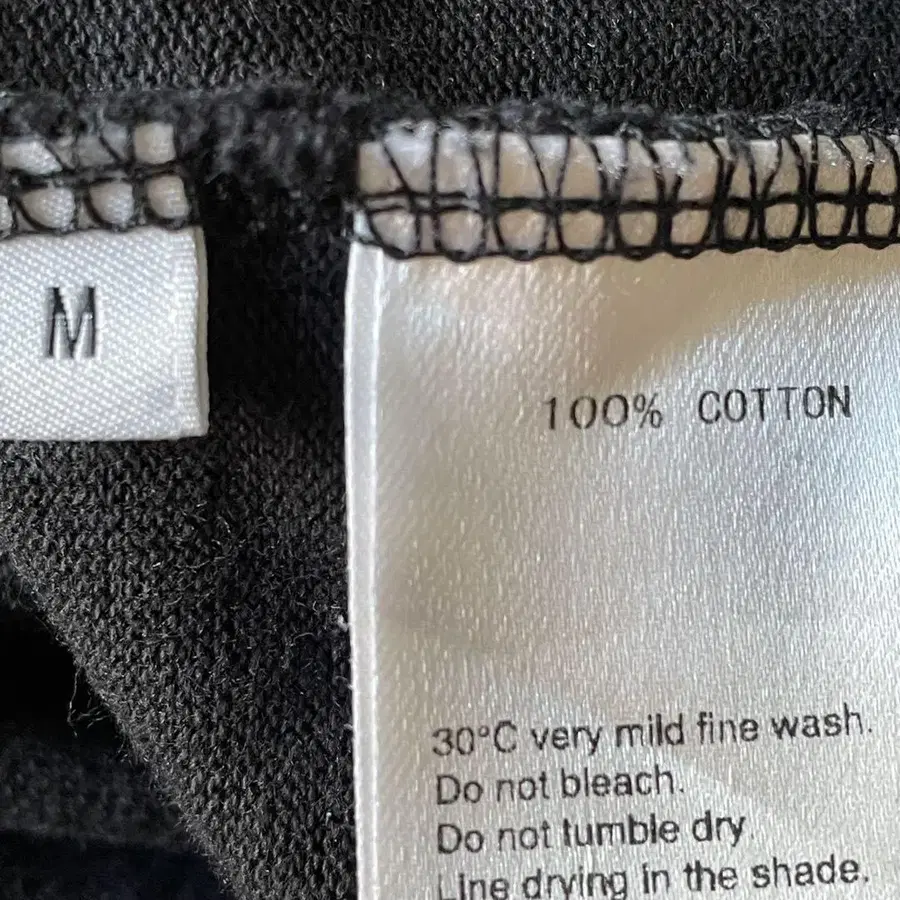 M
100% COTTON
30°C very mild fine wash.
Do not bleach.
Do not tumble dry
Line drying in the shade.